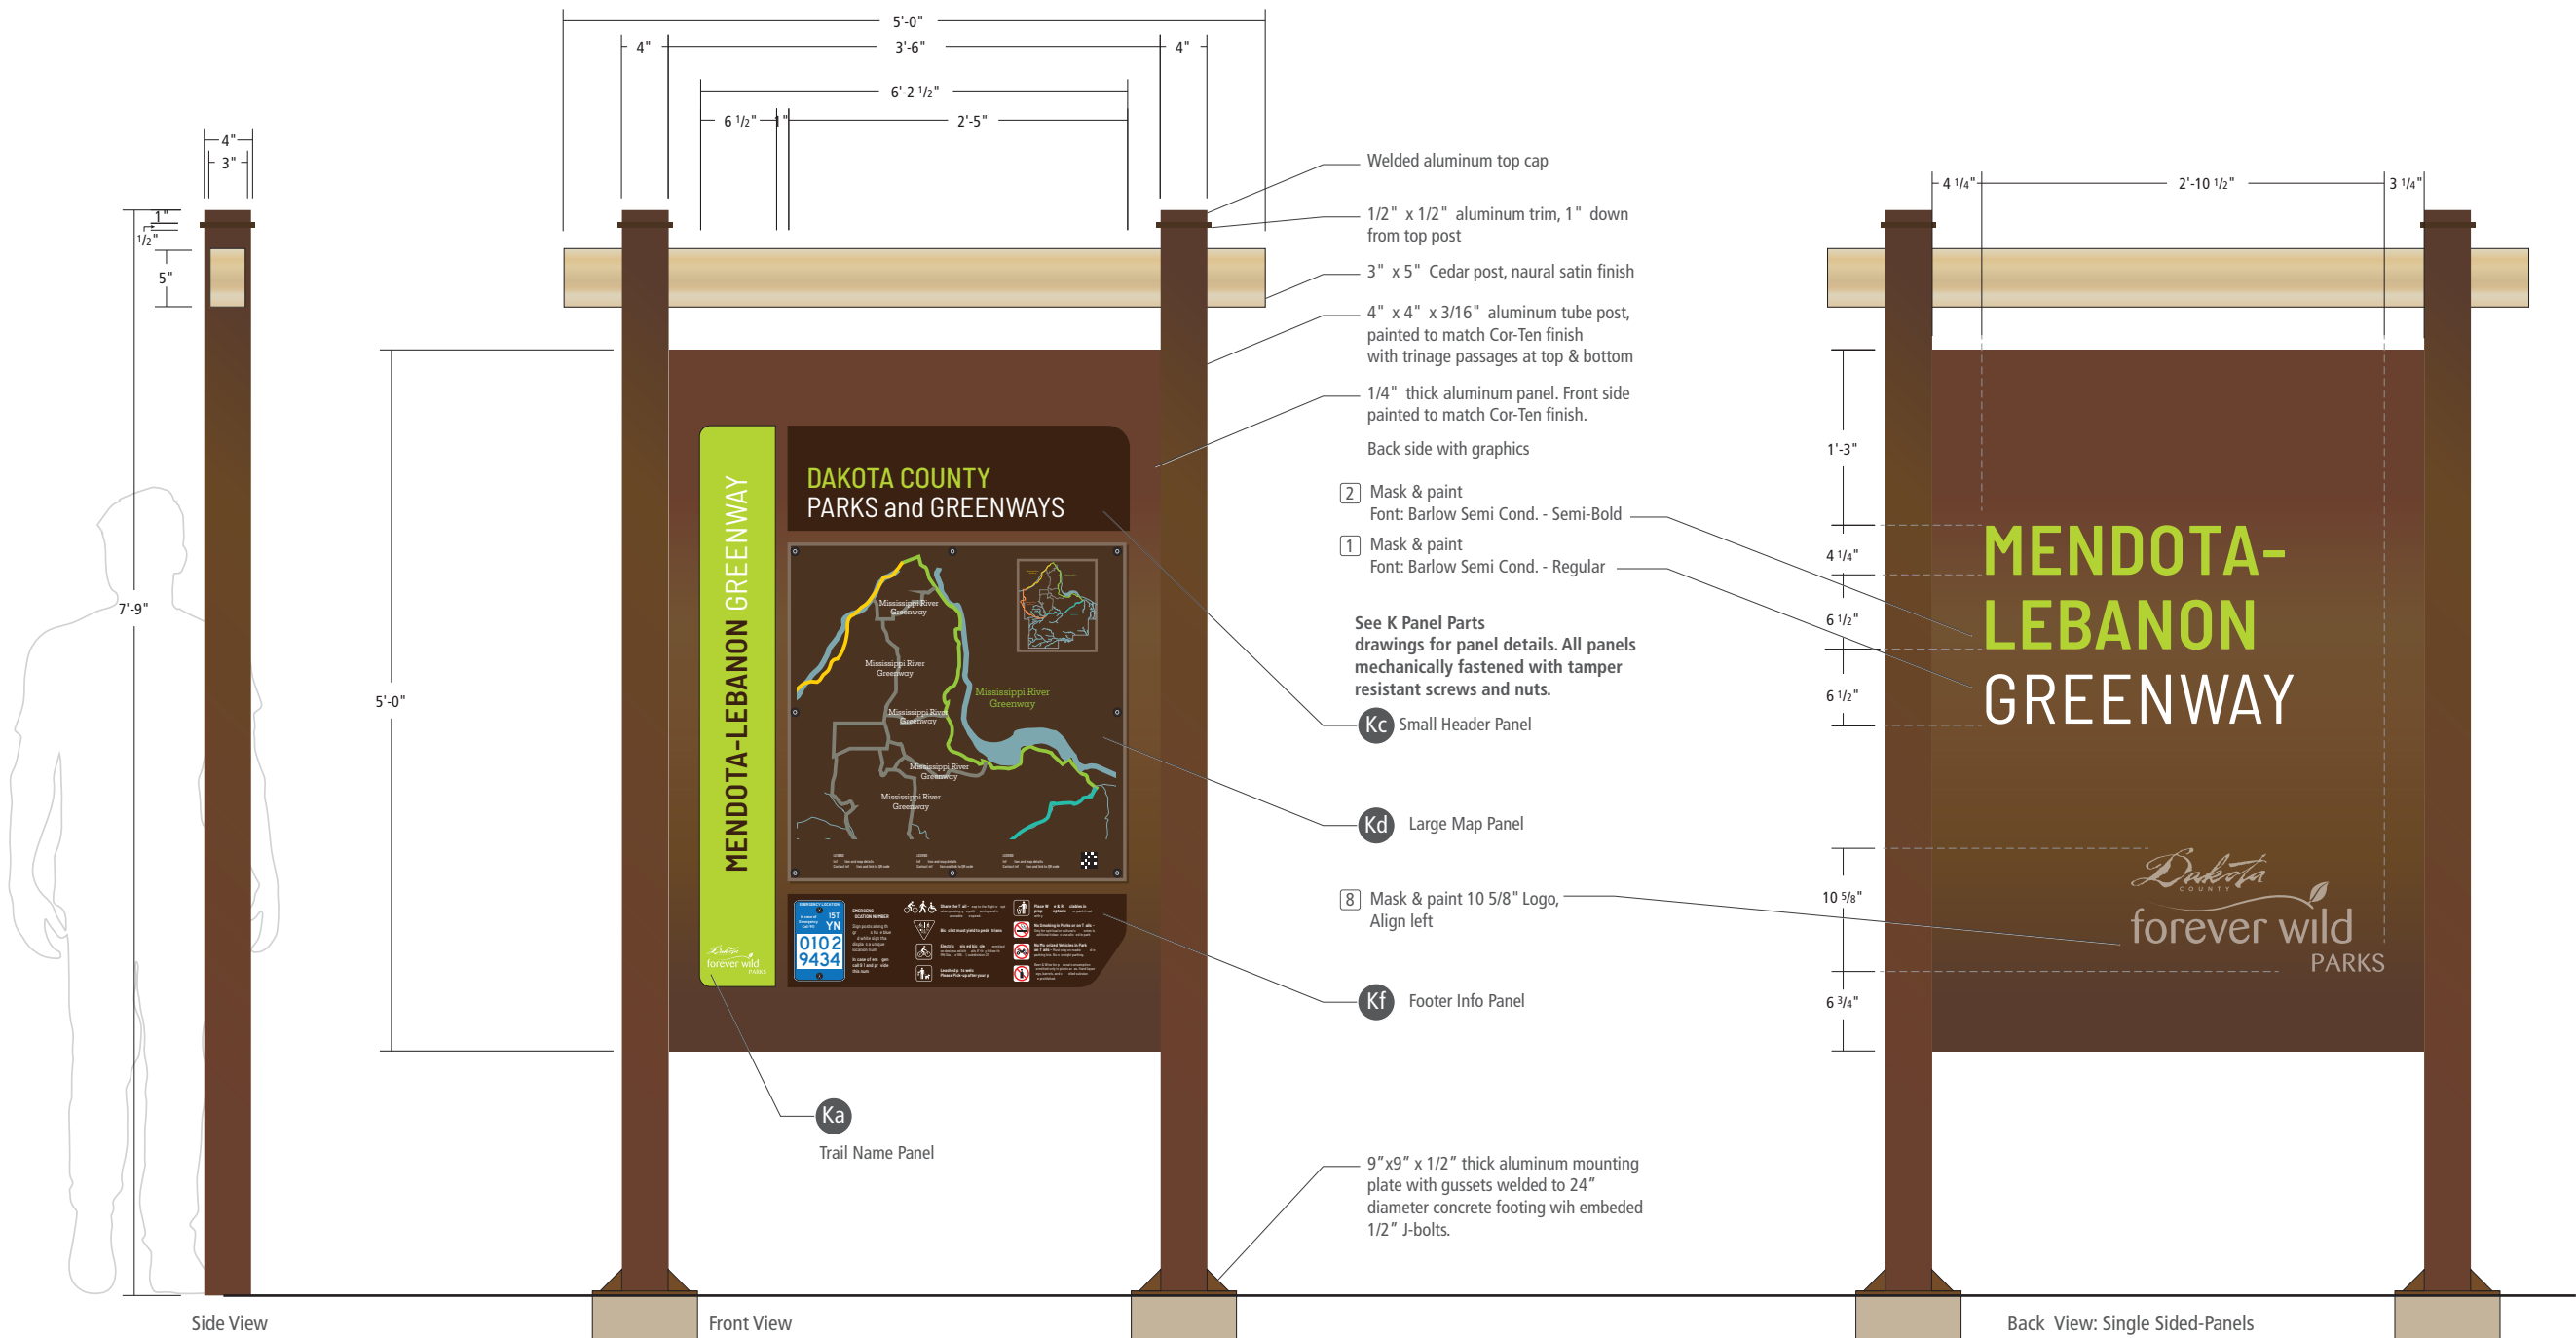 5'-0"
4"
3'-6"
4"
6'-2 1/2"
6 1/2"
1"
2'-5"
4"
3"
1"
1/2"
5"
7'-9"
5'-0"
DAKOTA COUNTY
PARKS and GREENWAYS
MENDOTA-LEBANON GREENWAY
Dakota
forever wild
PARKS
Mississippi River
Greenway
Mississippi River
Greenway
Mississippi River
Greenway
Mississippi River
Greenway
Mississippi River
Greenway
Mississippi River
Greenway
EMERGENCY LOCATION
In case of
Emergency
Call 911
15T
YN
0102
9434
Welded aluminum top cap
1/2" x 1/2" aluminum trim, 1" down
from top post
3" x 5" Cedar post, naural satin finish
4" x 4" x 3/16" aluminum tube post,
painted to match Cor-Ten finish
with trinage passages at top & bottom
1/4" thick aluminum panel. Front side
painted to match Cor-Ten finish.
Back side with graphics
2 Mask & paint
Font: Barlow Semi Cond. - Semi-Bold
1 Mask & paint
Font: Barlow Semi Cond. - Regular
See K Panel Parts
drawings for panel details. All panels
mechanically fastened with tamper
resistant screws and nuts.
Kc Small Header Panel
Kd Large Map Panel
8 Mask & paint 10 5/8" Logo,
Align left
Kf Footer Info Panel
Ka
Trail Name Panel
9”x9” x 1/2” thick aluminum mounting
plate with gussets welded to 24”
diameter concrete footing wih embeded
1/2” J-bolts.
4 1/4"
2'-10 1/2"
3 1/4"
1'-3"
4 1/4"
6 1/2"
6 1/2"
10 5/8"
6 3/4"
MENDOTA-
LEBANON
GREENWAY
Dakota
COUNTY
forever wild
PARKS
Side View
Front View
Back View: Single Sided-Panels